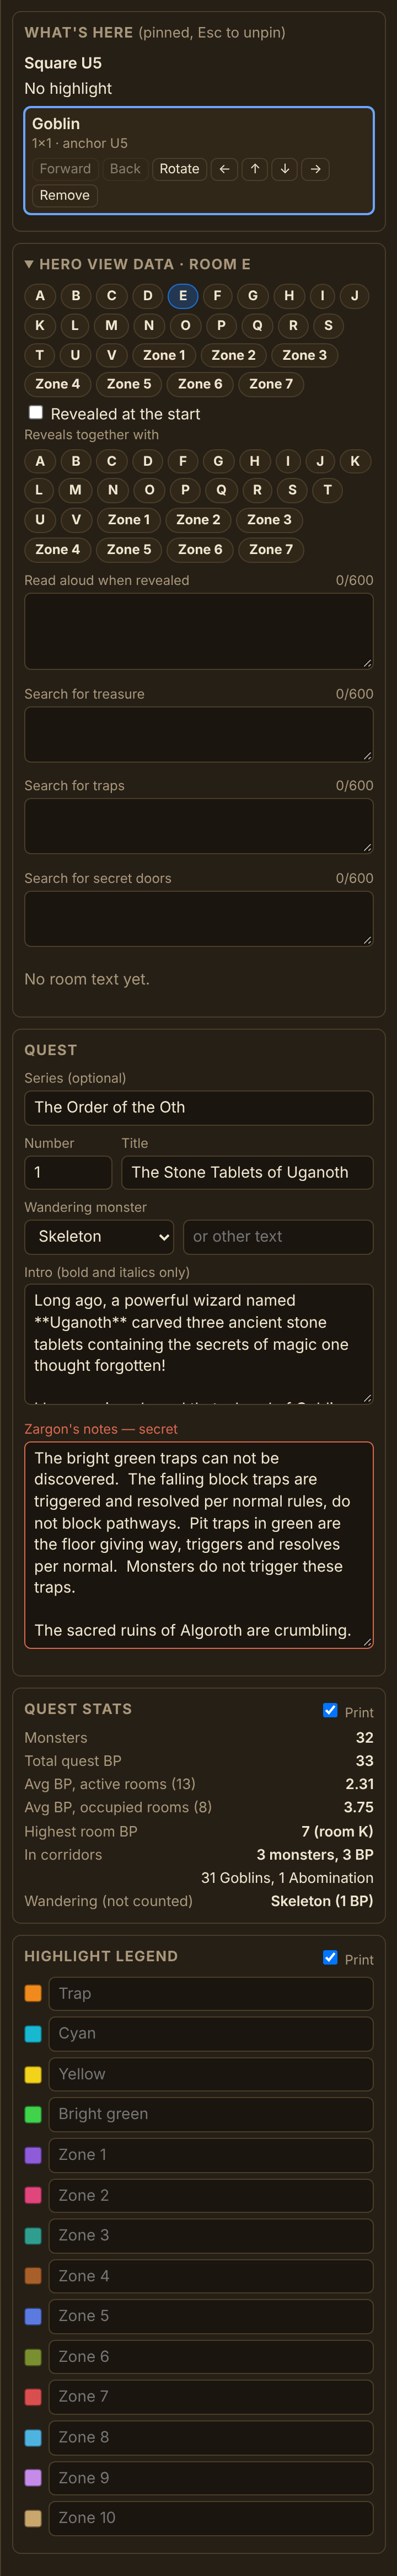 WHAT'S HERE (pinned, Esc to unpin)
Square U5
No highlight
Goblin
1×1 · anchor U5
Forward Back Rotate ← ↑ ↓ →
Remove
▼ HERO VIEW DATA · ROOM E
A B C D E F G H I J
K L M N O P Q R S
T U V Zone 1 Zone 2 Zone 3
Zone 4 Zone 5 Zone 6 Zone 7
Revealed at the start
Reveals together with
A B C D F G H I J K
L M N O P Q R S T
U V Zone 1 Zone 2 Zone 3
Zone 4 Zone 5 Zone 6 Zone 7
Read aloud when revealed 0/600
Search for treasure 0/600
Search for traps 0/600
Search for secret doors 0/600
No room text yet.
QUEST
Series (optional)
The Order of the Oth
Number Title
1 The Stone Tablets of Uganoth
Wandering monster
Skeleton or other text
Intro (bold and italics only)
Long ago, a powerful wizard named
**Uganoth** carved three ancient stone
tablets containing the secrets of magic one
thought forgotten!
Zargon's notes — secret
The bright green traps can not be
discovered.  The falling block traps are
triggered and resolved per normal rules, do
not block pathways.  Pit traps in green are
the floor giving way, triggers and resolves
per normal.  Monsters do not trigger these
traps.
The sacred ruins of Algoroth are crumbling.
QUEST STATS Print
Monsters 32
Total quest BP 33
Avg BP, active rooms (13) 2.31
Avg BP, occupied rooms (8) 3.75
Highest room BP 7 (room K)
In corridors 3 monsters, 3 BP
31 Goblins, 1 Abomination
Wandering (not counted) Skeleton (1 BP)
HIGHLIGHT LEGEND Print
Trap
Cyan
Yellow
Bright green
Zone 1
Zone 2
Zone 3
Zone 4
Zone 5
Zone 6
Zone 7
Zone 8
Zone 9
Zone 10